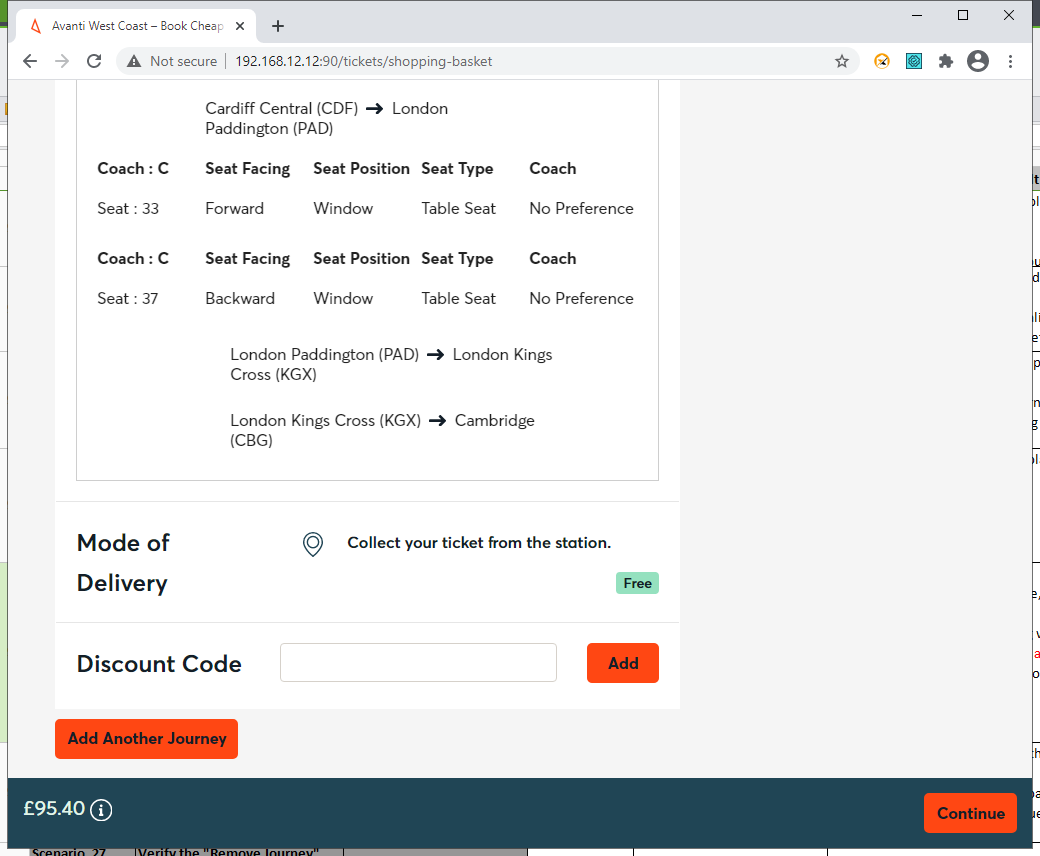 Avanti West Coast – Book Cheap
Not secure 192.168.12.12:90/tickets/shopping-basket
Cardiff Central (CDF) → London
Paddington (PAD)
Coach : C Seat Facing Seat Position Seat Type Coach
Seat : 33 Forward Window Table Seat No Preference
Coach : C Seat Facing Seat Position Seat Type Coach
Seat : 37 Backward Window Table Seat No Preference
London Paddington (PAD) → London Kings
Cross (KGX)
London Kings Cross (KGX) → Cambridge
(CBG)
Mode of
Delivery
Collect your ticket from the station.
Free
Discount Code Add
Add Another Journey
£95.40 Continue
Scenario 27 Verify the "Remove Journey"